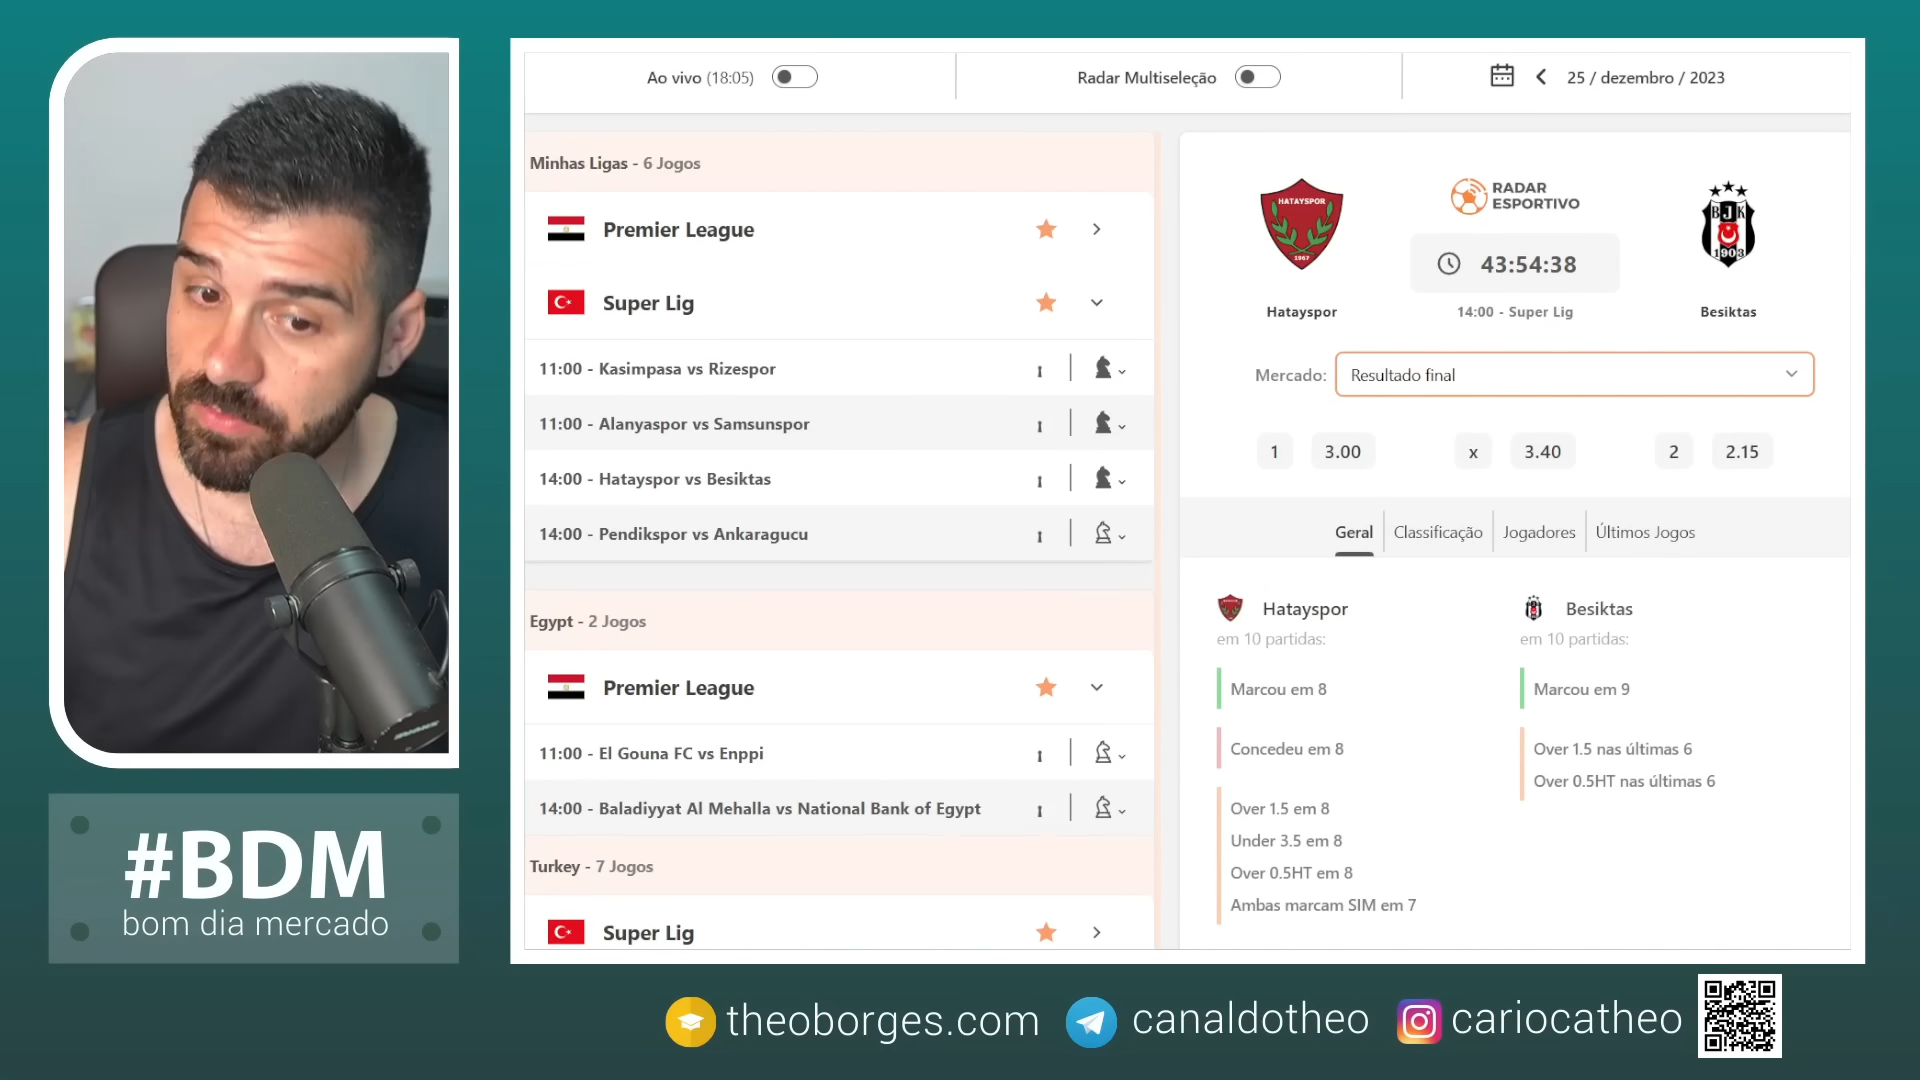 Ao vivo (18:05)
Radar Multiseleção
25 / dezembro / 2023
Minhas Ligas - 6 Jogos
Premier League
Super Lig
11:00 - Kasimpasa vs Rizespor
11:00 - Alanyaspor vs Samsunspor
14:00 - Hatayspor vs Besiktas
14:00 - Pendikspor vs Ankaragucu
Egypt - 2 Jogos
Premier League
11:00 - El Gouna FC vs Enppi
14:00 - Baladiyyat Al Mehalla vs National Bank of Egypt
Turkey - 7 Jogos
Super Lig
HATAYSPOR
1967
RADAR
ESPORTIVO
BJK
1903
43:54:38
Hatayspor
14:00 - Super Lig
Besiktas
Mercado:
Resultado final
1 3.00 x 3.40 2 2.15
Geral
Classificação
Jogadores
Últimos Jogos
Hatayspor
em 10 partidas:
Marcou em 8
Concedeu em 8
Over 1.5 em 8
Under 3.5 em 8
Over 0.5HT em 8
Ambas marcam SIM em 7
Besiktas
em 10 partidas:
Marcou em 9
Over 1.5 nas últimas 6
Over 0.5HT nas últimas 6
#BDM
bom dia mercado
theoborges.com
canaldotheo
cariocatheo